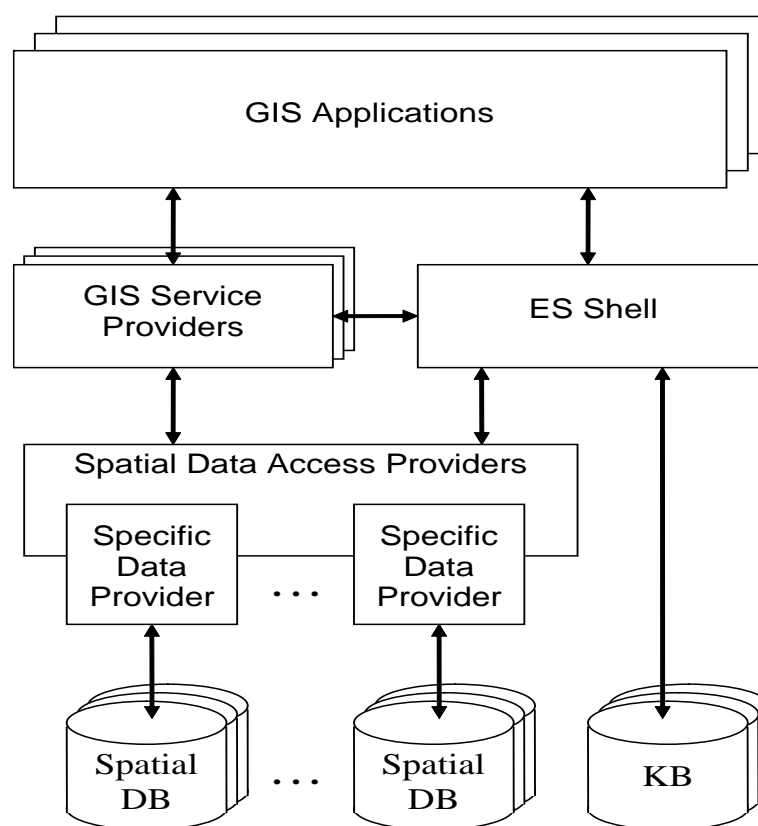 GIS Applications
GIS Service
Providers
ES Shell
Spatial Data Access Providers
Specific
Data
Provider
. . .
Specific
Data
Provider
Spatial
DB
. . .
Spatial
DB
KB